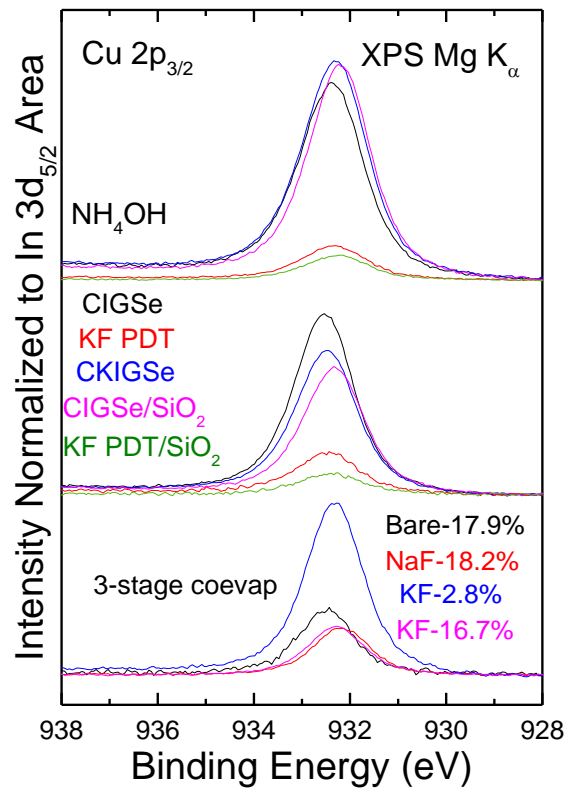 Cu 2p3/2
XPS Mg Kα
Intensity Normalized to In 3d5/2 Area
NH4OH
CIGSe
KF PDT
CKIGSe
CIGSe/SiO2
KF PDT/SiO2
Bare-17.9%
NaF-18.2%
KF-2.8%
KF-16.7%
3-stage coevap
938 936 934 932 930 928
Binding Energy (eV)